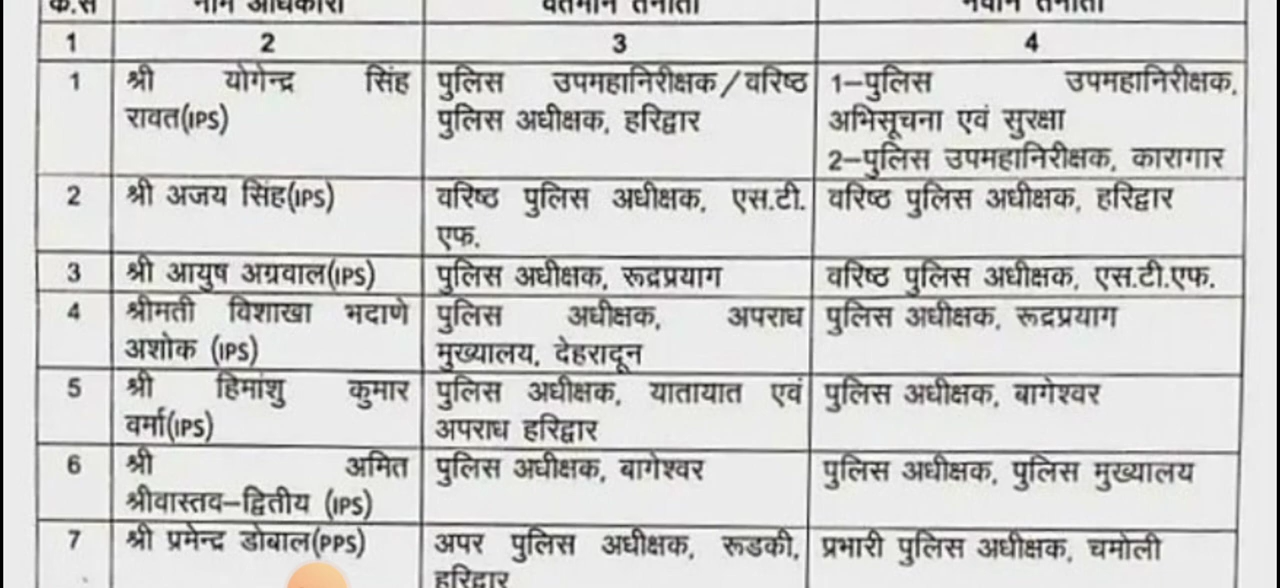 क्र.सं नाम अधिकारी वर्तमान तैनाती नवीन तैनाती
1 2 3 4
1 श्री योगेन्द्र सिंह पुलिस उपमहानिरीक्षक/वरिष्ठ 1–पुलिस उपमहानिरीक्षक,
रावत(IPS) पुलिस अधीक्षक, हरिद्वार अभिसूचना एवं सुरक्षा
2–पुलिस उपमहानिरीक्षक, कारागार
2 श्री अजय सिंह(IPS) वरिष्ठ पुलिस अधीक्षक, एस.टी. वरिष्ठ पुलिस अधीक्षक, हरिद्वार
एफ.
3 श्री आयुष अग्रवाल(IPS) पुलिस अधीक्षक, रूद्रप्रयाग वरिष्ठ पुलिस अधीक्षक, एस.टी.एफ.
4 श्रीमती विशाखा भदाणे पुलिस अधीक्षक, अपराध पुलिस अधीक्षक, रूद्रप्रयाग
अशोक (IPS) मुख्यालय, देहरादून
5 श्री हिमांशु कुमार पुलिस अधीक्षक, यातायात एवं पुलिस अधीक्षक, बागेश्वर
वर्मा(IPS) अपराध हरिद्वार
6 श्री अमित पुलिस अधीक्षक, बागेश्वर पुलिस अधीक्षक, पुलिस मुख्यालय
श्रीवास्तव–द्वितीय (IPS)
7 श्री प्रमेन्द्र डोबाल(PPS) अपर पुलिस अधीक्षक, रूडकी, प्रभारी पुलिस अधीक्षक, चमोली
हरिद्वार